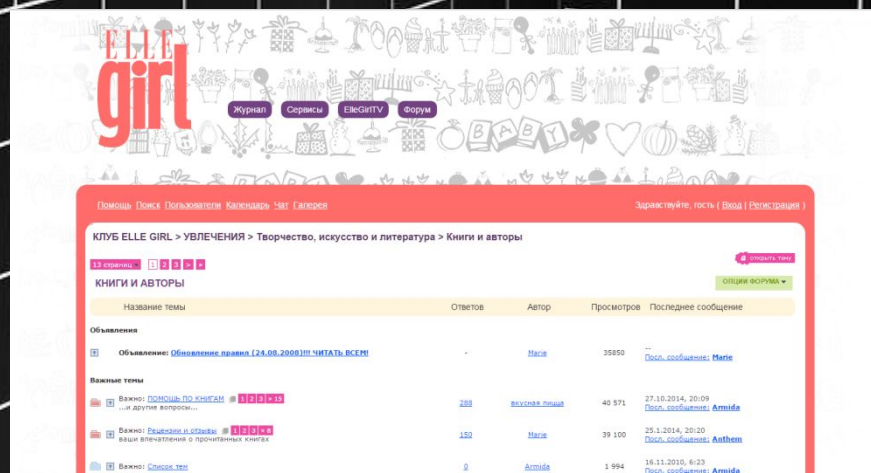 ELLE
girl
Журнал Сервисы ElleGirlTV Форум
BABY
Помощь Поиск Пользователи Календарь Чат Галерея Здравствуйте, гость ( Вход | Регистрация )
КЛУБ ELLE GIRL > УВЛЕЧЕНИЯ > Творчество, искусство и литература > Книги и авторы
13 страниц 1 2 3 > » открыть тему
КНИГИ И АВТОРЫ ОПЦИИ ФОРУМА
Название темы Ответов Автор Просмотров Последнее сообщение
Объявления
Объявление: Обновление правил (24.08.2008)!!! ЧИТАТЬ ВСЕМ! - Marie 35850 --
Посл. сообщение: Marie
Важные темы
Важно: ПОМОЩЬ ПО КНИГАМ 1 2 3 » 15 288 вкусная пицца 40 571 27.10.2014, 20:09
...и другие вопросы... Посл. сообщение: Armida
Важно: Рецензии и отзывы 1 2 3 » 8 150 Marie 39 100 25.1.2014, 20:20
ваши впечатления о прочитанных книгах Посл. сообщение: Anthem
Важно: Список тем 0 Armida 1 994 16.11.2010, 6:23
Посл. сообщение: Armida